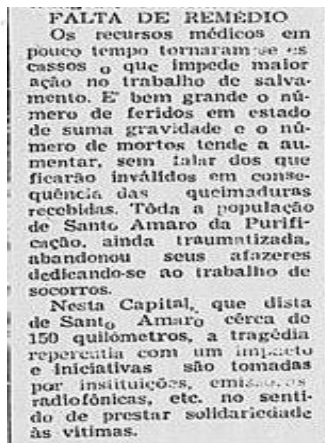 FALTA DE REMÉDIO
Os recursos médicos em
pouco tempo tornaram-se es
cassos o que impede maior
ação no trabalho de salva-
mento. E' bem grande o nú-
mero de feridos em estado
de suma gravidade e o nú-
mero de mortos tende a au-
mentar, sem falar dos que
ficarão inválidos em conse-
quência das queimaduras
recebidas. Tôda a população
de Santo Amaro da Purifi-
cação, ainda traumatizada,
abandonou seus afazeres
dedicando-se ao trabalho de
socorros.
Nesta Capital, que dista
de Santo Amaro cêrca de
150 quilômetros, a tragédia
repercutia com um impacto
e iniciativas são tomadas
por instituições, emissoras
radiofônicas, etc. no senti-
do de prestar solidariedade
às vítimas.